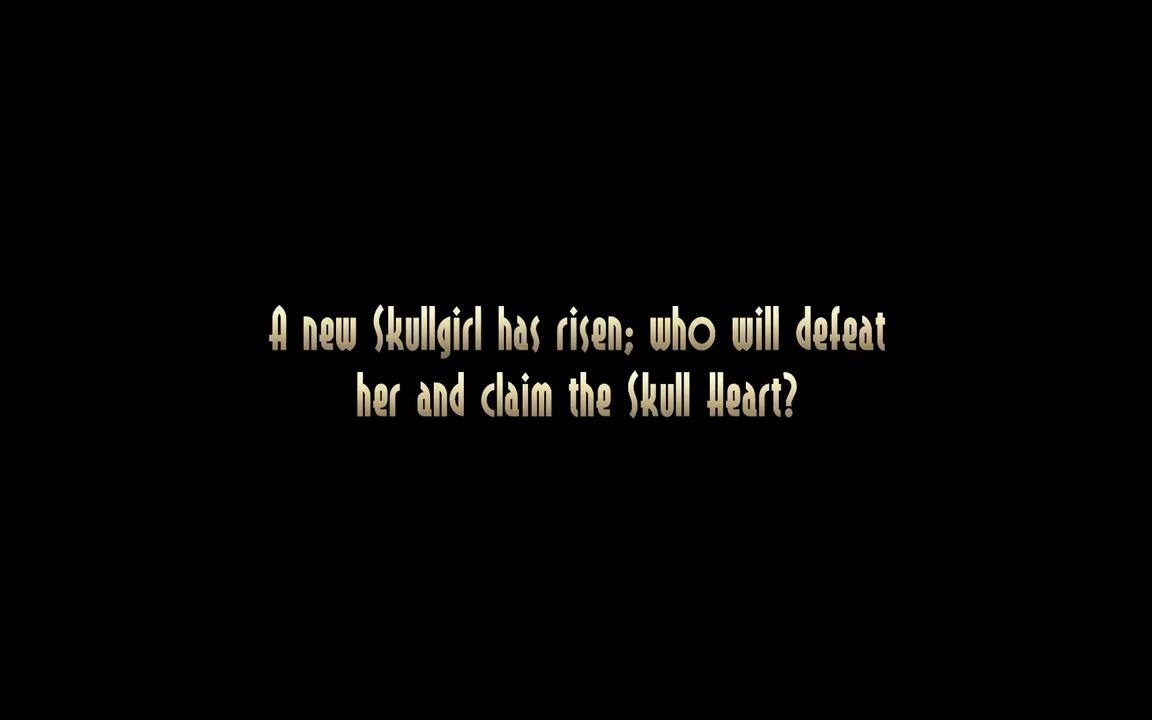 A new Skullgirl has risen; who will defeat
her and claim the Skull Heart?